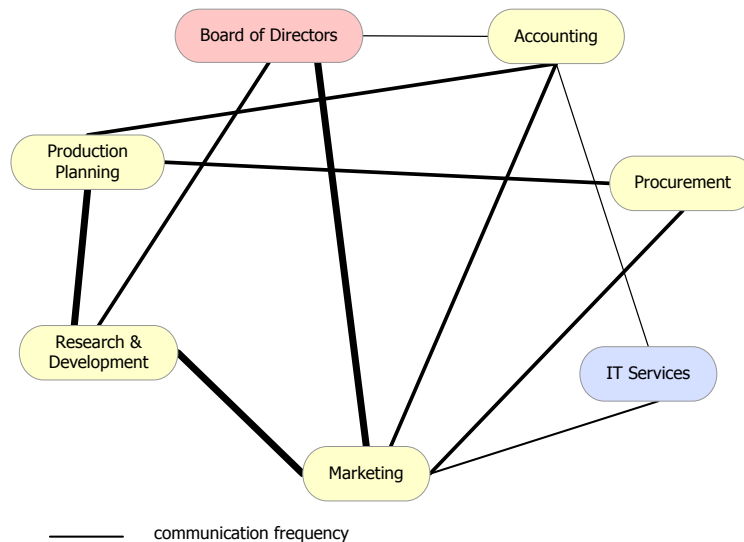 Board of Directors
Accounting
Production
Planning
Procurement
Research &
Development
IT Services
Marketing
communication frequency